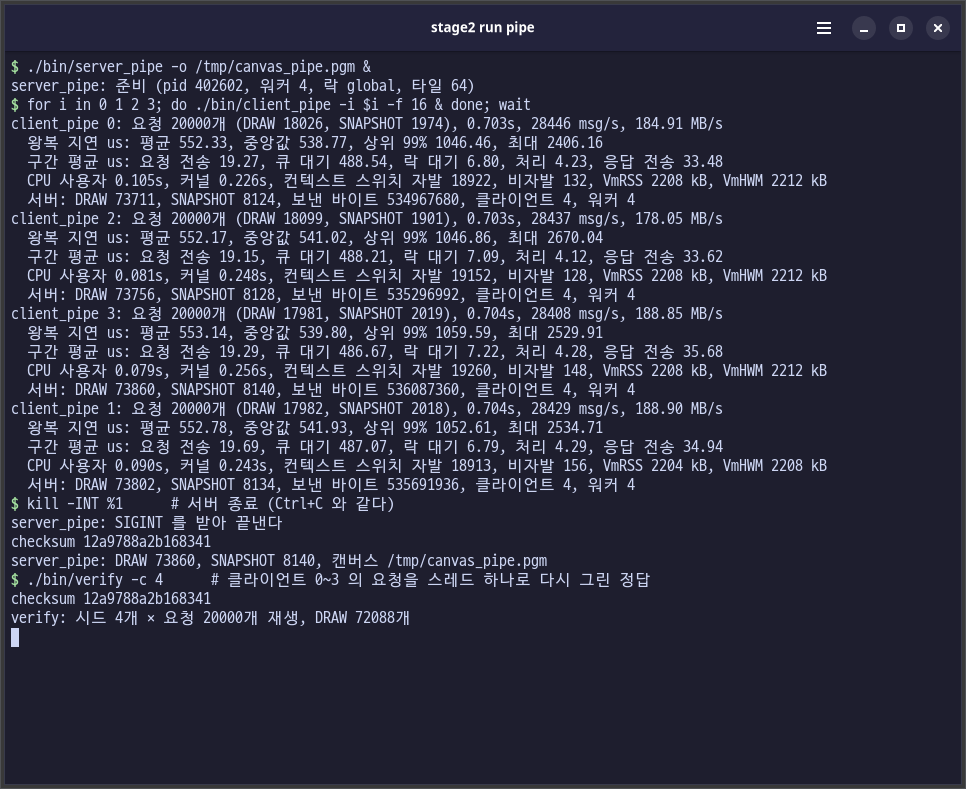 stage2 run pipe
$ ./bin/server_pipe -o /tmp/canvas_pipe.pgm &
server_pipe: 준비 (pid 402602, 워커 4, 락 global, 타일 64)
$ for i in 0 1 2 3; do ./bin/client_pipe -i $i -f 16 & done; wait
client_pipe 0: 요청 20000개 (DRAW 18026, SNAPSHOT 1974), 0.703s, 28446 msg/s, 184.91 MB/s
  왕복 지연 us: 평균 552.33, 중앙값 538.77, 상위 99% 1046.46, 최대 2406.16
  구간 평균 us: 요청 전송 19.27, 큐 대기 488.54, 락 대기 6.80, 처리 4.23, 응답 전송 33.48
  CPU 사용자 0.105s, 커널 0.226s, 컨텍스트 스위치 자발 18922, 비자발 132, VmRSS 2208 kB, VmHWM 2212 kB
  서버: DRAW 73711, SNAPSHOT 8124, 보낸 바이트 534967680, 클라이언트 4, 워커 4
client_pipe 2: 요청 20000개 (DRAW 18099, SNAPSHOT 1901), 0.703s, 28437 msg/s, 178.05 MB/s
  왕복 지연 us: 평균 552.17, 중앙값 541.02, 상위 99% 1046.86, 최대 2670.04
  구간 평균 us: 요청 전송 19.15, 큐 대기 488.21, 락 대기 7.09, 처리 4.12, 응답 전송 33.62
  CPU 사용자 0.081s, 커널 0.248s, 컨텍스트 스위치 자발 19152, 비자발 128, VmRSS 2208 kB, VmHWM 2212 kB
  서버: DRAW 73756, SNAPSHOT 8128, 보낸 바이트 535296992, 클라이언트 4, 워커 4
client_pipe 3: 요청 20000개 (DRAW 17981, SNAPSHOT 2019), 0.704s, 28408 msg/s, 188.85 MB/s
  왕복 지연 us: 평균 553.14, 중앙값 539.80, 상위 99% 1059.59, 최대 2529.91
  구간 평균 us: 요청 전송 19.29, 큐 대기 486.67, 락 대기 7.22, 처리 4.28, 응답 전송 35.68
  CPU 사용자 0.079s, 커널 0.256s, 컨텍스트 스위치 자발 19260, 비자발 148, VmRSS 2208 kB, VmHWM 2212 kB
  서버: DRAW 73860, SNAPSHOT 8140, 보낸 바이트 536087360, 클라이언트 4, 워커 4
client_pipe 1: 요청 20000개 (DRAW 17982, SNAPSHOT 2018), 0.704s, 28429 msg/s, 188.90 MB/s
  왕복 지연 us: 평균 552.78, 중앙값 541.93, 상위 99% 1052.61, 최대 2534.71
  구간 평균 us: 요청 전송 19.69, 큐 대기 487.07, 락 대기 6.79, 처리 4.29, 응답 전송 34.94
  CPU 사용자 0.090s, 커널 0.243s, 컨텍스트 스위치 자발 18913, 비자발 156, VmRSS 2204 kB, VmHWM 2208 kB
  서버: DRAW 73802, SNAPSHOT 8134, 보낸 바이트 535691936, 클라이언트 4, 워커 4
$ kill -INT %1      # 서버 종료 (Ctrl+C 와 같다)
server_pipe: SIGINT 를 받아 끝낸다
checksum 12a9788a2b168341
server_pipe: DRAW 73860, SNAPSHOT 8140, 캔버스 /tmp/canvas_pipe.pgm
$ ./bin/verify -c 4      # 클라이언트 0~3 의 요청을 스레드 하나로 다시 그린 정답
checksum 12a9788a2b168341
verify: 시드 4개 × 요청 20000개 재생, DRAW 72088개